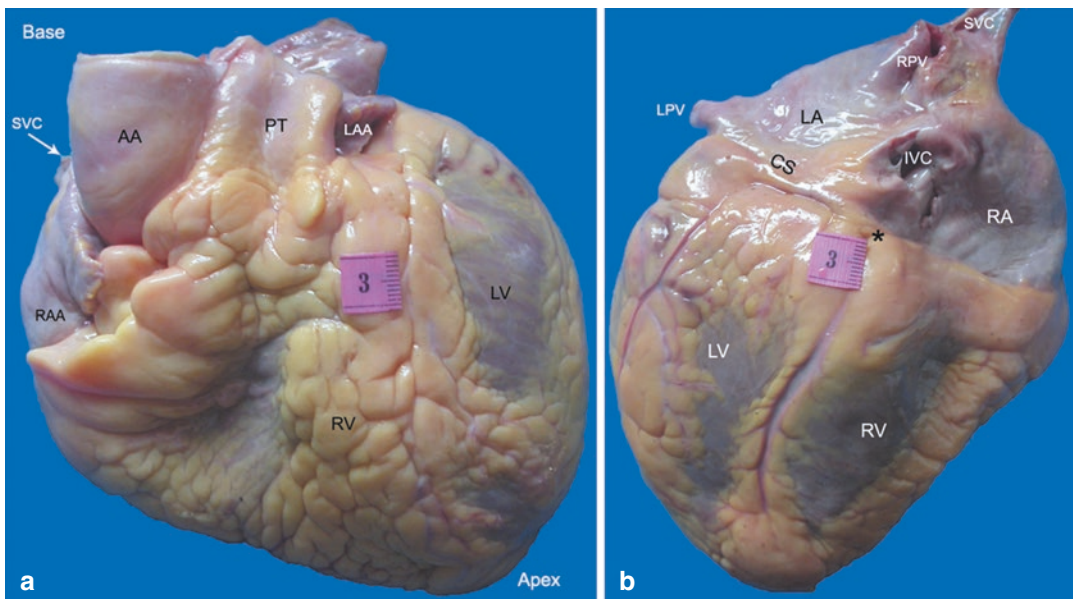 Base
SVC
AA
PT
LAA
3
LV
RAA
RV
a
Apex
SVC
RPV
LPV
LA
CS
IVC
RA
*
3
LV
RV
b